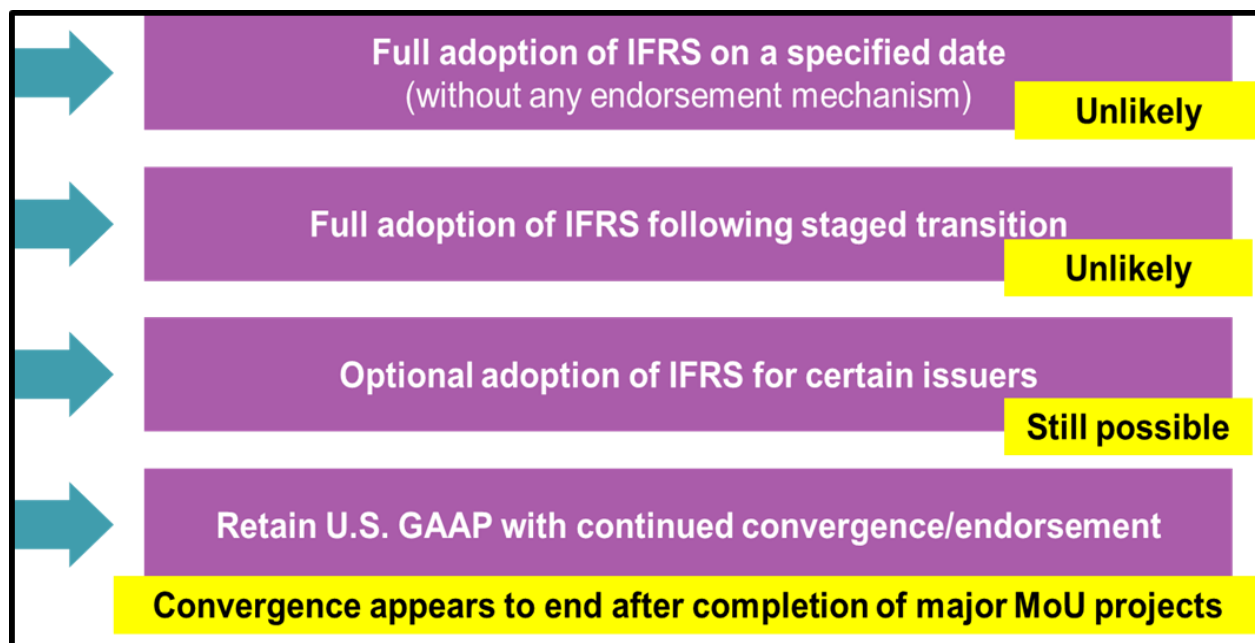 Full adoption of IFRS on a specified date
(without any endorsement mechanism)
Unlikely
Full adoption of IFRS following staged transition
Unlikely
Optional adoption of IFRS for certain issuers
Still possible
Retain U.S. GAAP with continued convergence/endorsement
Convergence appears to end after completion of major MoU projects